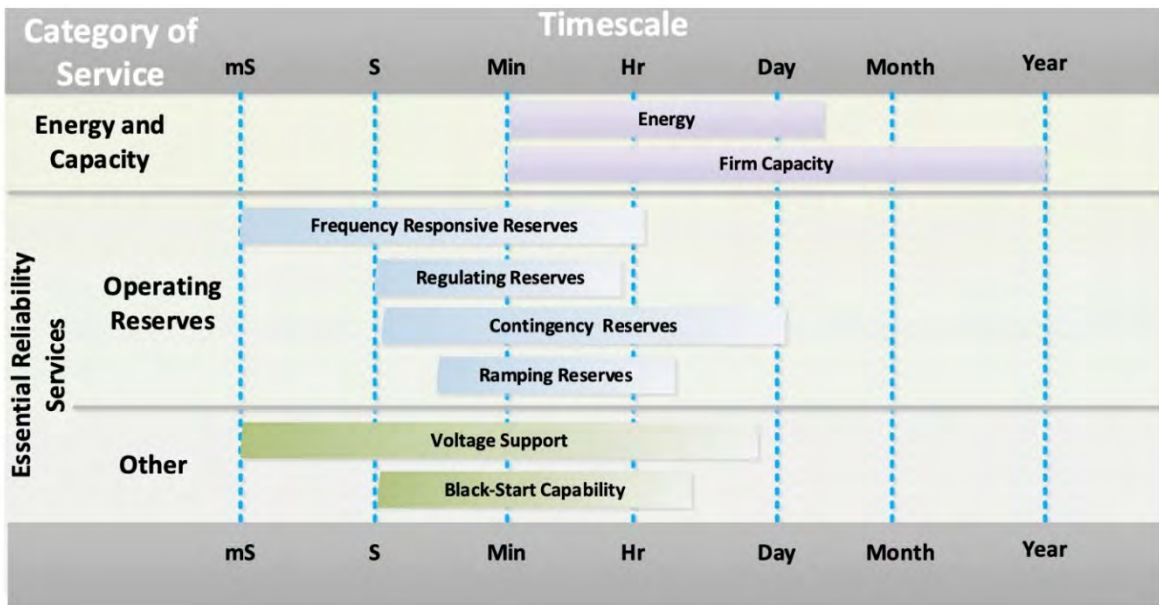 Category of
Service
Timescale
mS S Min Hr Day Month Year
Energy and
Capacity
Energy
Firm Capacity
Essential Reliability
Services
Operating
Reserves
Frequency Responsive Reserves
Regulating Reserves
Contingency Reserves
Ramping Reserves
Other
Voltage Support
Black-Start Capability
mS S Min Hr Day Month Year